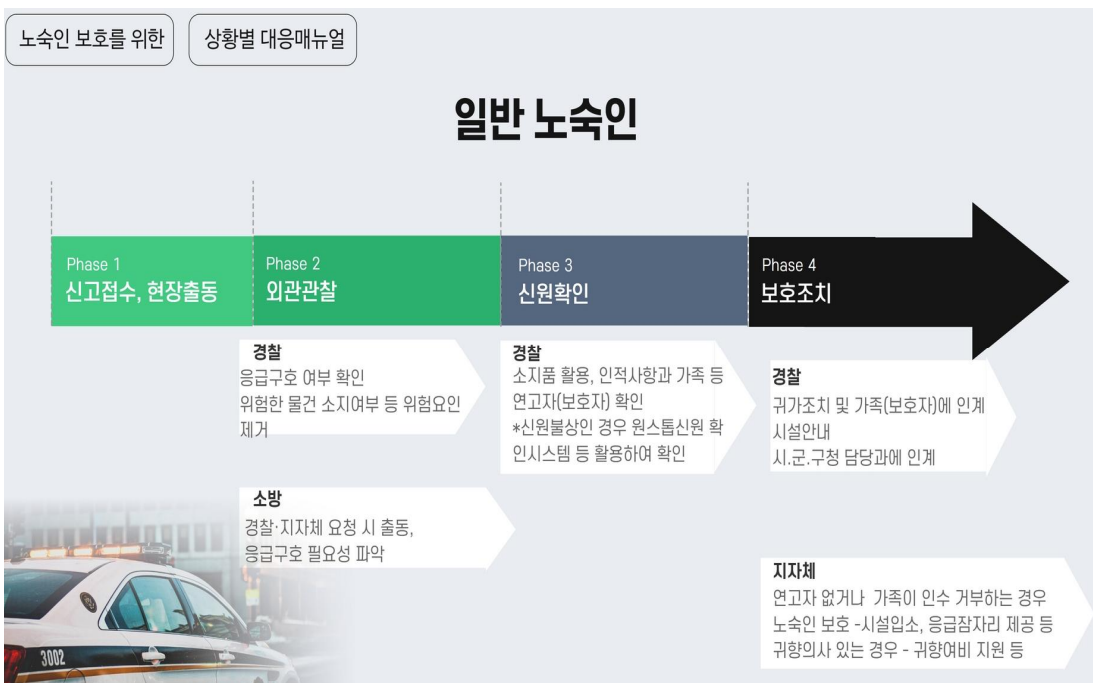 노숙인 보호를 위한
상황별 대응매뉴얼
일반 노숙인
Phase 1
신고접수, 현장출동
Phase 2
외관관찰
Phase 3
신원확인
Phase 4
보호조치
경찰
응급구호 여부 확인
위험한 물건 소지여부 등 위험요인
제거
소방
경찰·지자체 요청 시 출동,
응급구호 필요성 파악
경찰
소지품 활용, 인적사항과 가족 등
연고자(보호자) 확인
*신원불상인 경우 원스톱신원 확
인시스템 등 활용하여 확인
경찰
귀가조치 및 가족(보호자)에 인계
시설안내
시.군.구청 담당과에 인계
지자체
연고자 없거나 가족이 인수 거부하는 경우
노숙인 보호 -시설입소, 응급잠자리 제공 등
귀향의사 있는 경우 - 귀향여비 지원 등
3002